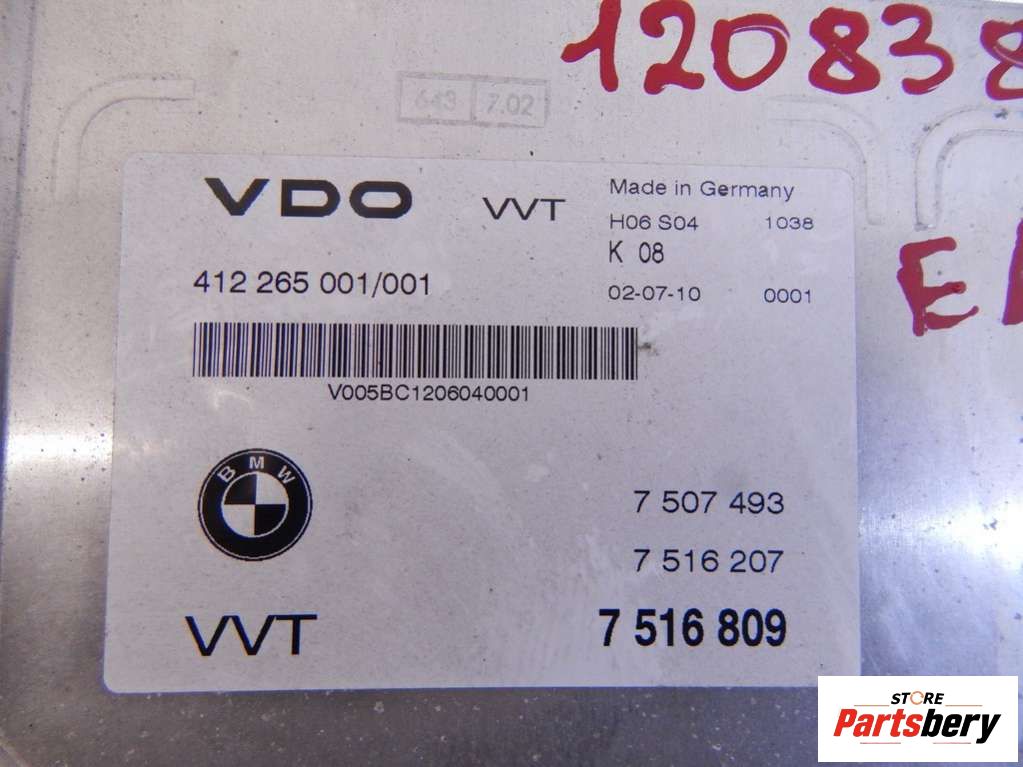 120838
643 7.02
VDO VVT Made in Germany
H06 S04 1038
K 08
412 265 001/001 02-07-10 0001
E
V005BC1206040001
BMW
7 507 493
7 516 207
VVT 7 516 809
STORE
Partsbery